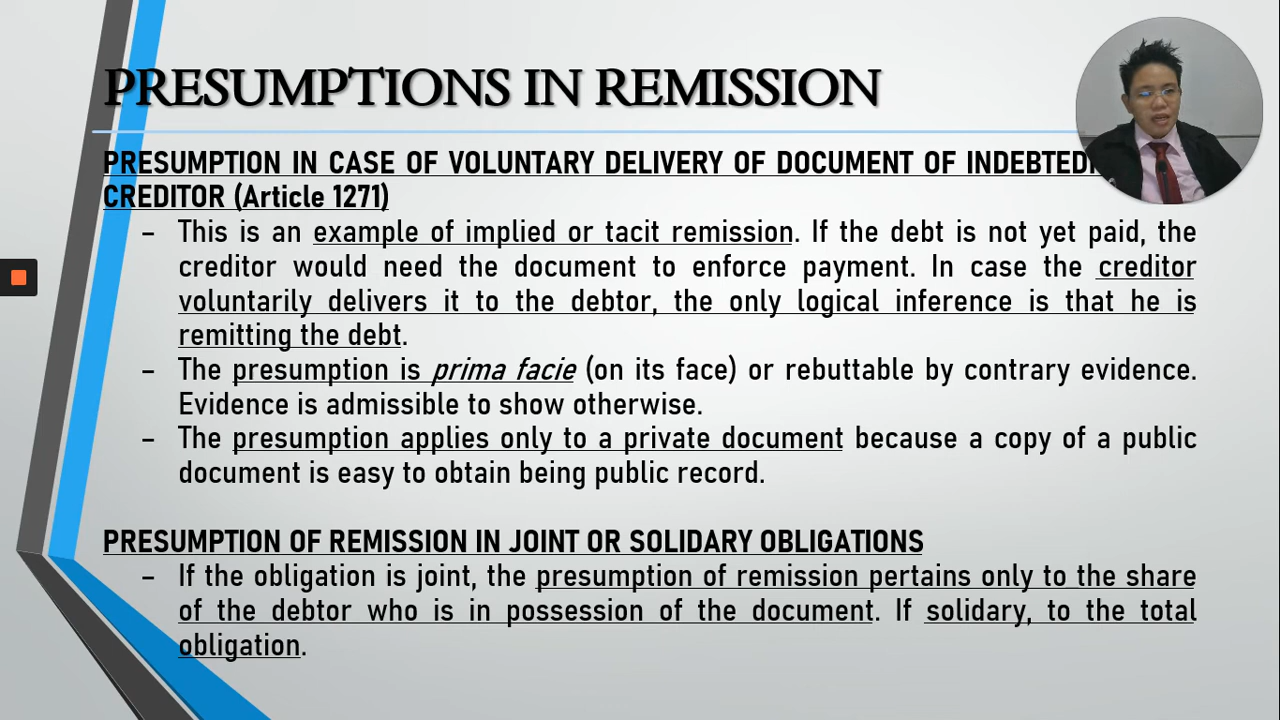 PRESUMPTIONS IN REMISSION
PRESUMPTION IN CASE OF VOLUNTARY DELIVERY OF DOCUMENT OF
CREDITOR (Article 1271)
– This is an example of implied or tacit remission. If the debt is not yet paid, the
creditor would need the document to enforce payment. In case the creditor
voluntarily delivers it to the debtor, the only logical inference is that he is
remitting the debt.
– The presumption is prima facie (on its face) or rebuttable by contrary evidence.
Evidence is admissible to show otherwise.
– The presumption applies only to a private document because a copy of a public
document is easy to obtain being public record.
PRESUMPTION OF REMISSION IN JOINT OR SOLIDARY OBLIGATIONS
– If the obligation is joint, the presumption of remission pertains only to the share
of the debtor who is in possession of the document. If solidary, to the total
obligation.